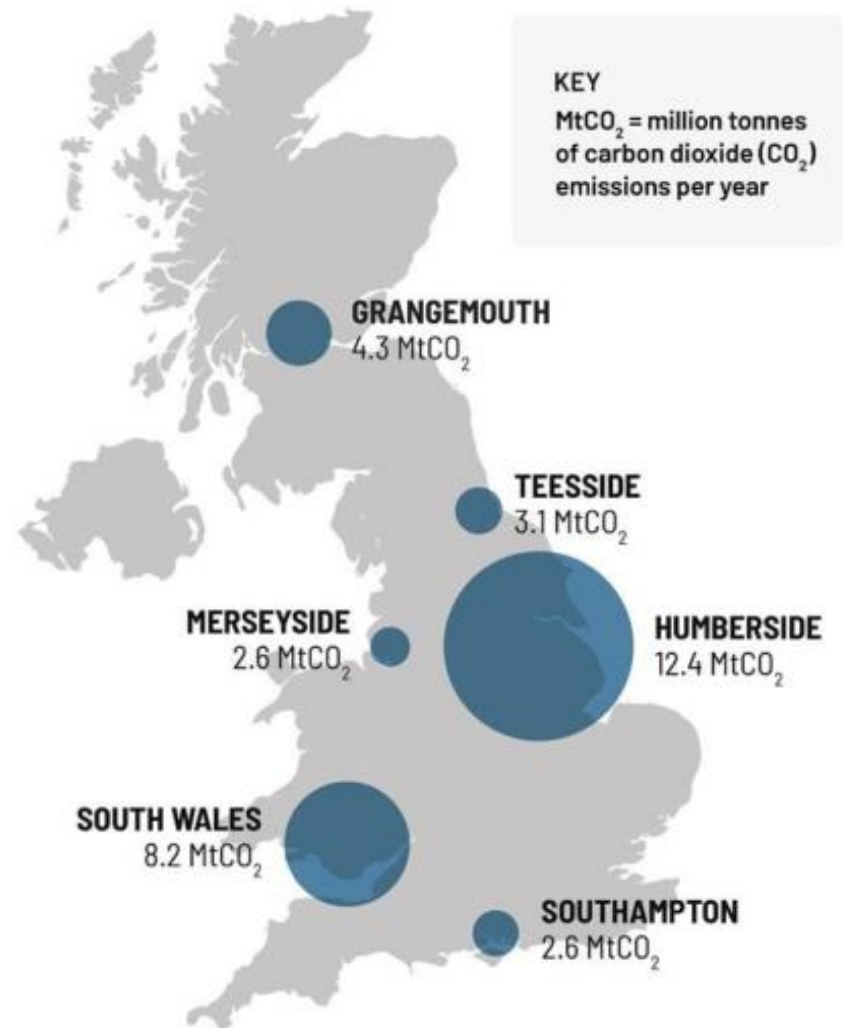 KEY
MtCO₂ = million tonnes
of carbon dioxide (CO₂)
emissions per year
GRANGEMOUTH
4.3 MtCO₂
TEESSIDE
3.1 MtCO₂
MERSEYSIDE
2.6 MtCO₂
HUMBERSIDE
12.4 MtCO₂
SOUTH WALES
8.2 MtCO₂
SOUTHAMPTON
2.6 MtCO₂